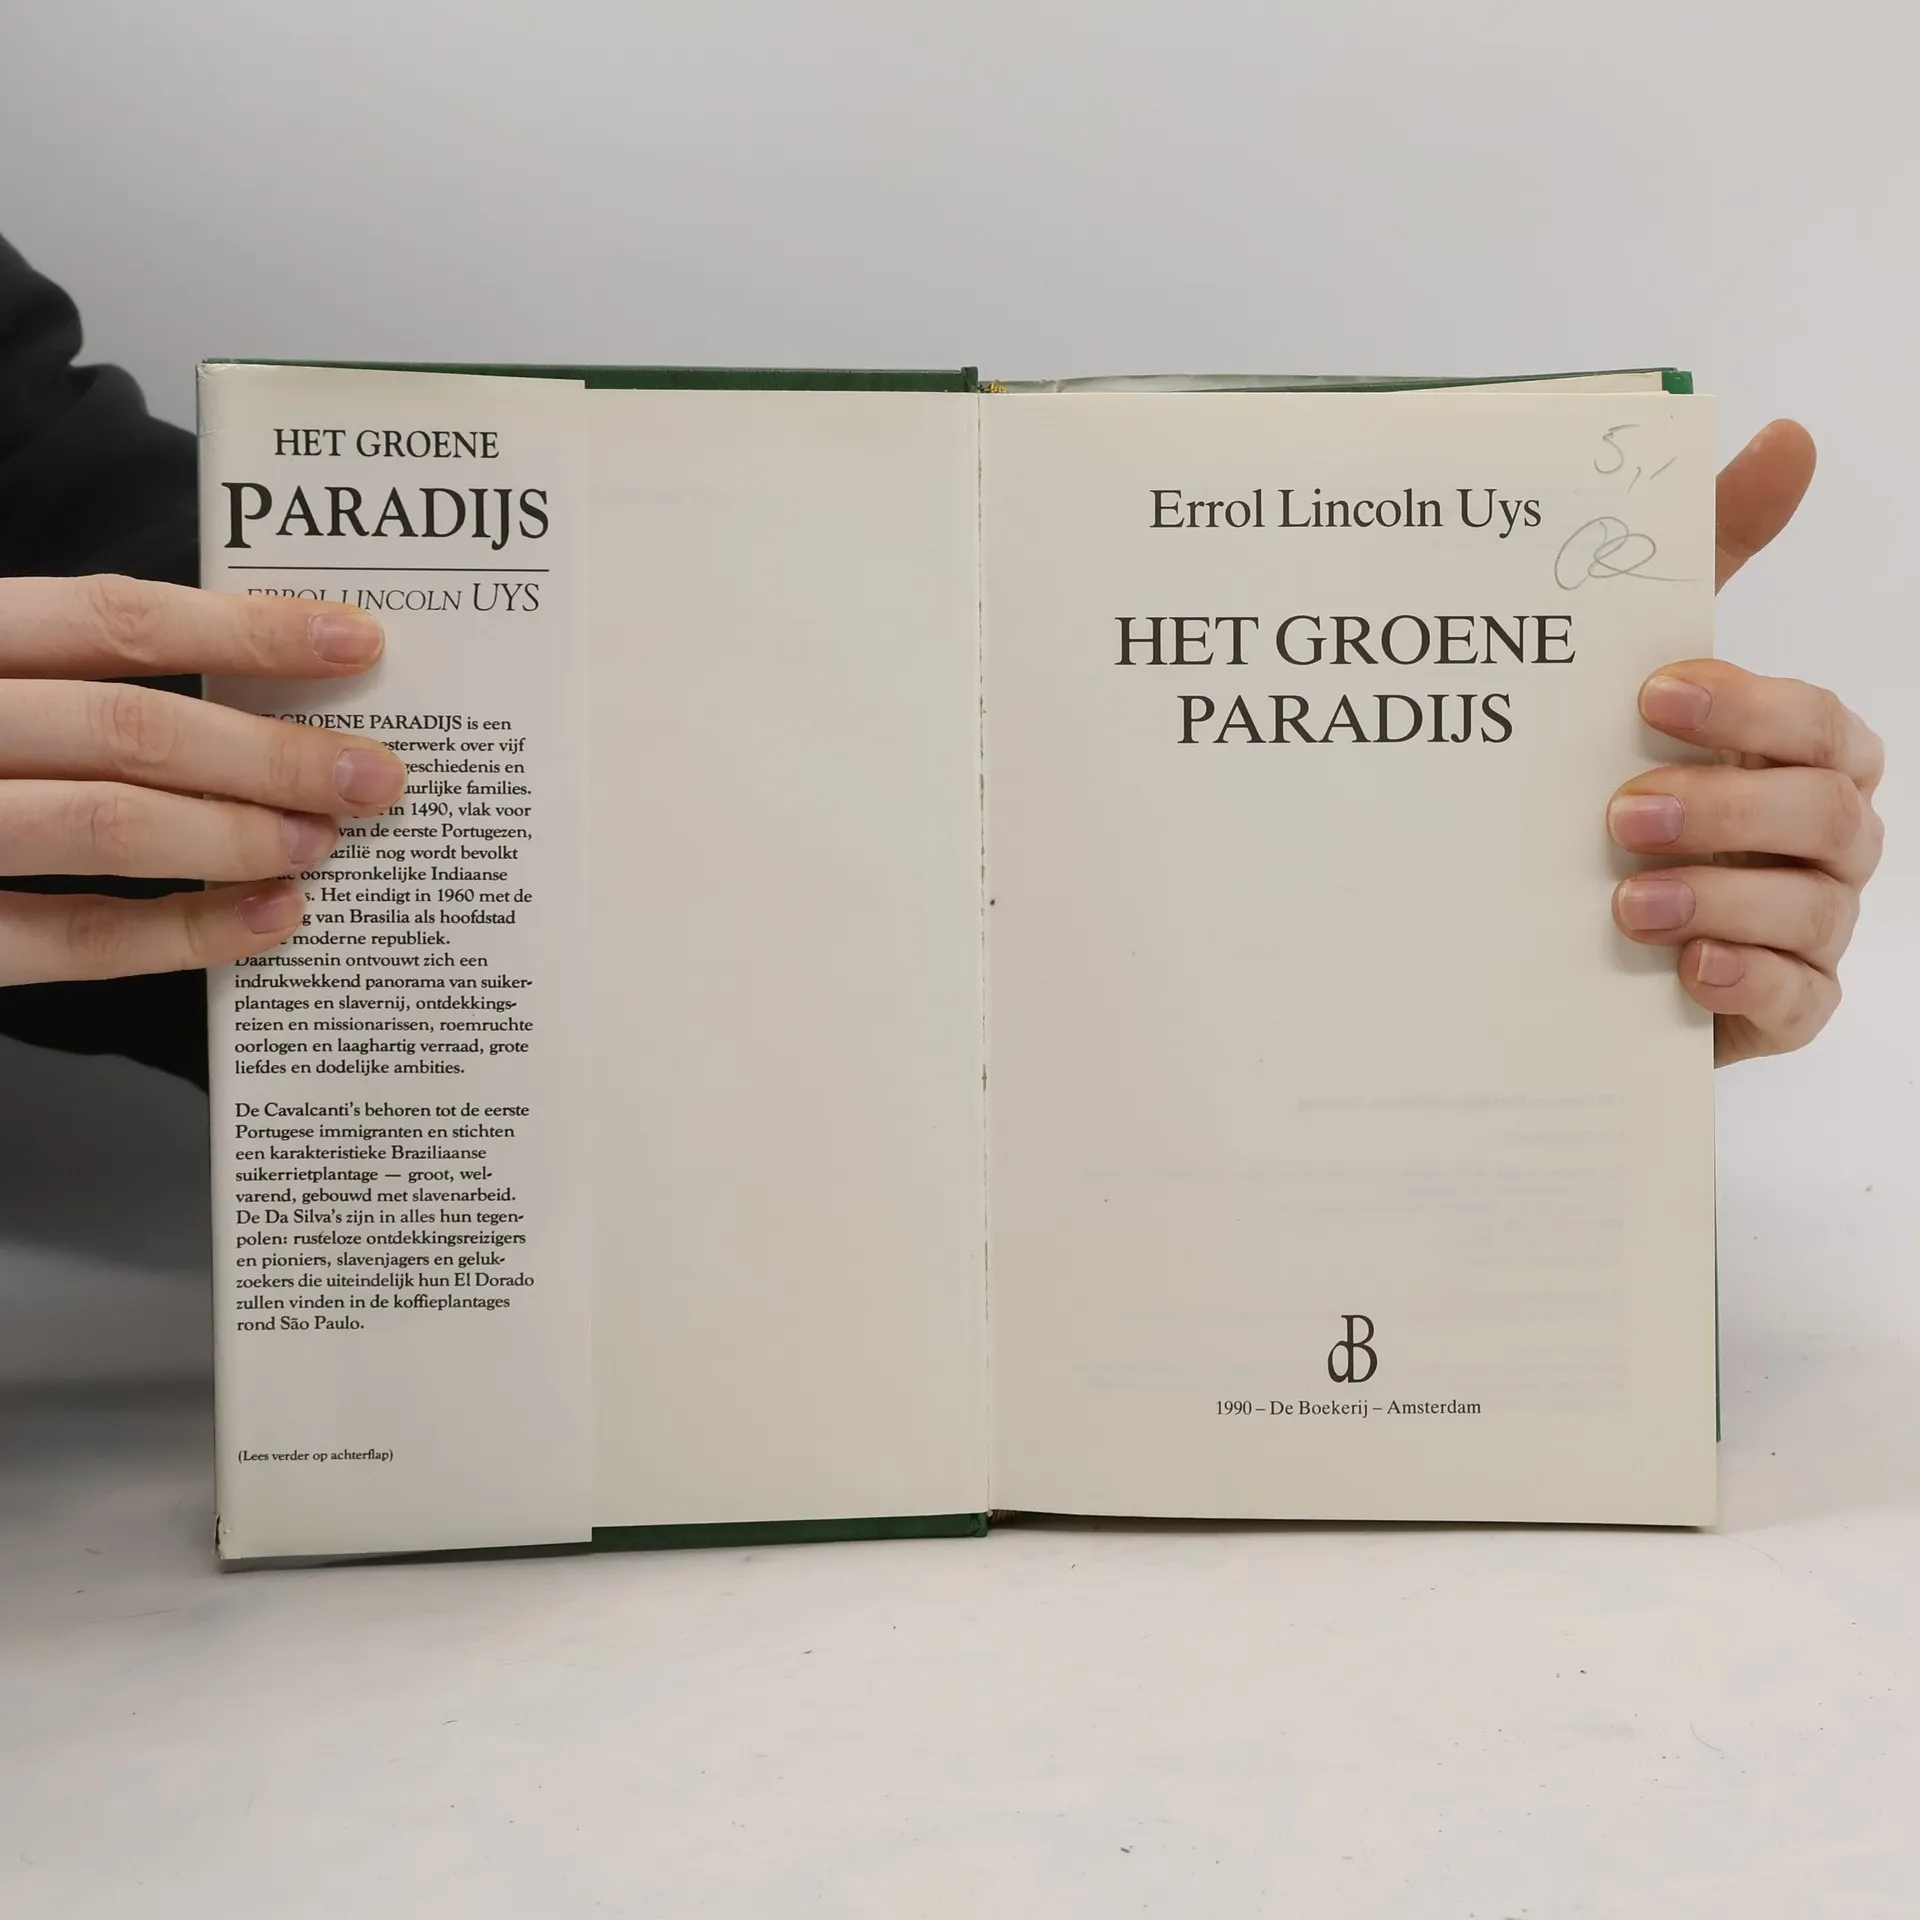 HET GROENE
PARADIJS
LINCOLN UYS
GROENE PARADIJS is een
over vijf
geschiedenis en
families.
in 1490, vlak voor
van de eerste Portugezen,
nog wordt bevolkt
oorspronkelijke Indiaanse
Het eindigt in 1960 met de
van Brasilia als hoofdstad
moderne republiek.
Daartussenin ontvouwt zich een
indrukwekkend panorama van suiker-
plantages en slavernij, ontdekkings-
reizen en missionarissen, roemruchte
oorlogen en laaghartig verraad, grote
liefdes en dodelijke ambities.
De Cavalcanti's behoren tot de eerste
Portugese immigranten en stichten
een karakteristieke Braziliaanse
suikerrietplantage — groot, wel-
varend, gebouwd met slavenarbeid.
De Da Silva's zijn in alles hun tegen-
polen: rusteloze ontdekkingsreizigers
en pioniers, slavenjagers en geluk-
zoekers die uiteindelijk hun El Dorado
zullen vinden in de koffieplantages
rond São Paulo.
(Lees verder op achterflap)
5,/
Errol Lincoln Uys
HET GROENE
PARADIJS
dB
1990 – De Boekerij – Amsterdam